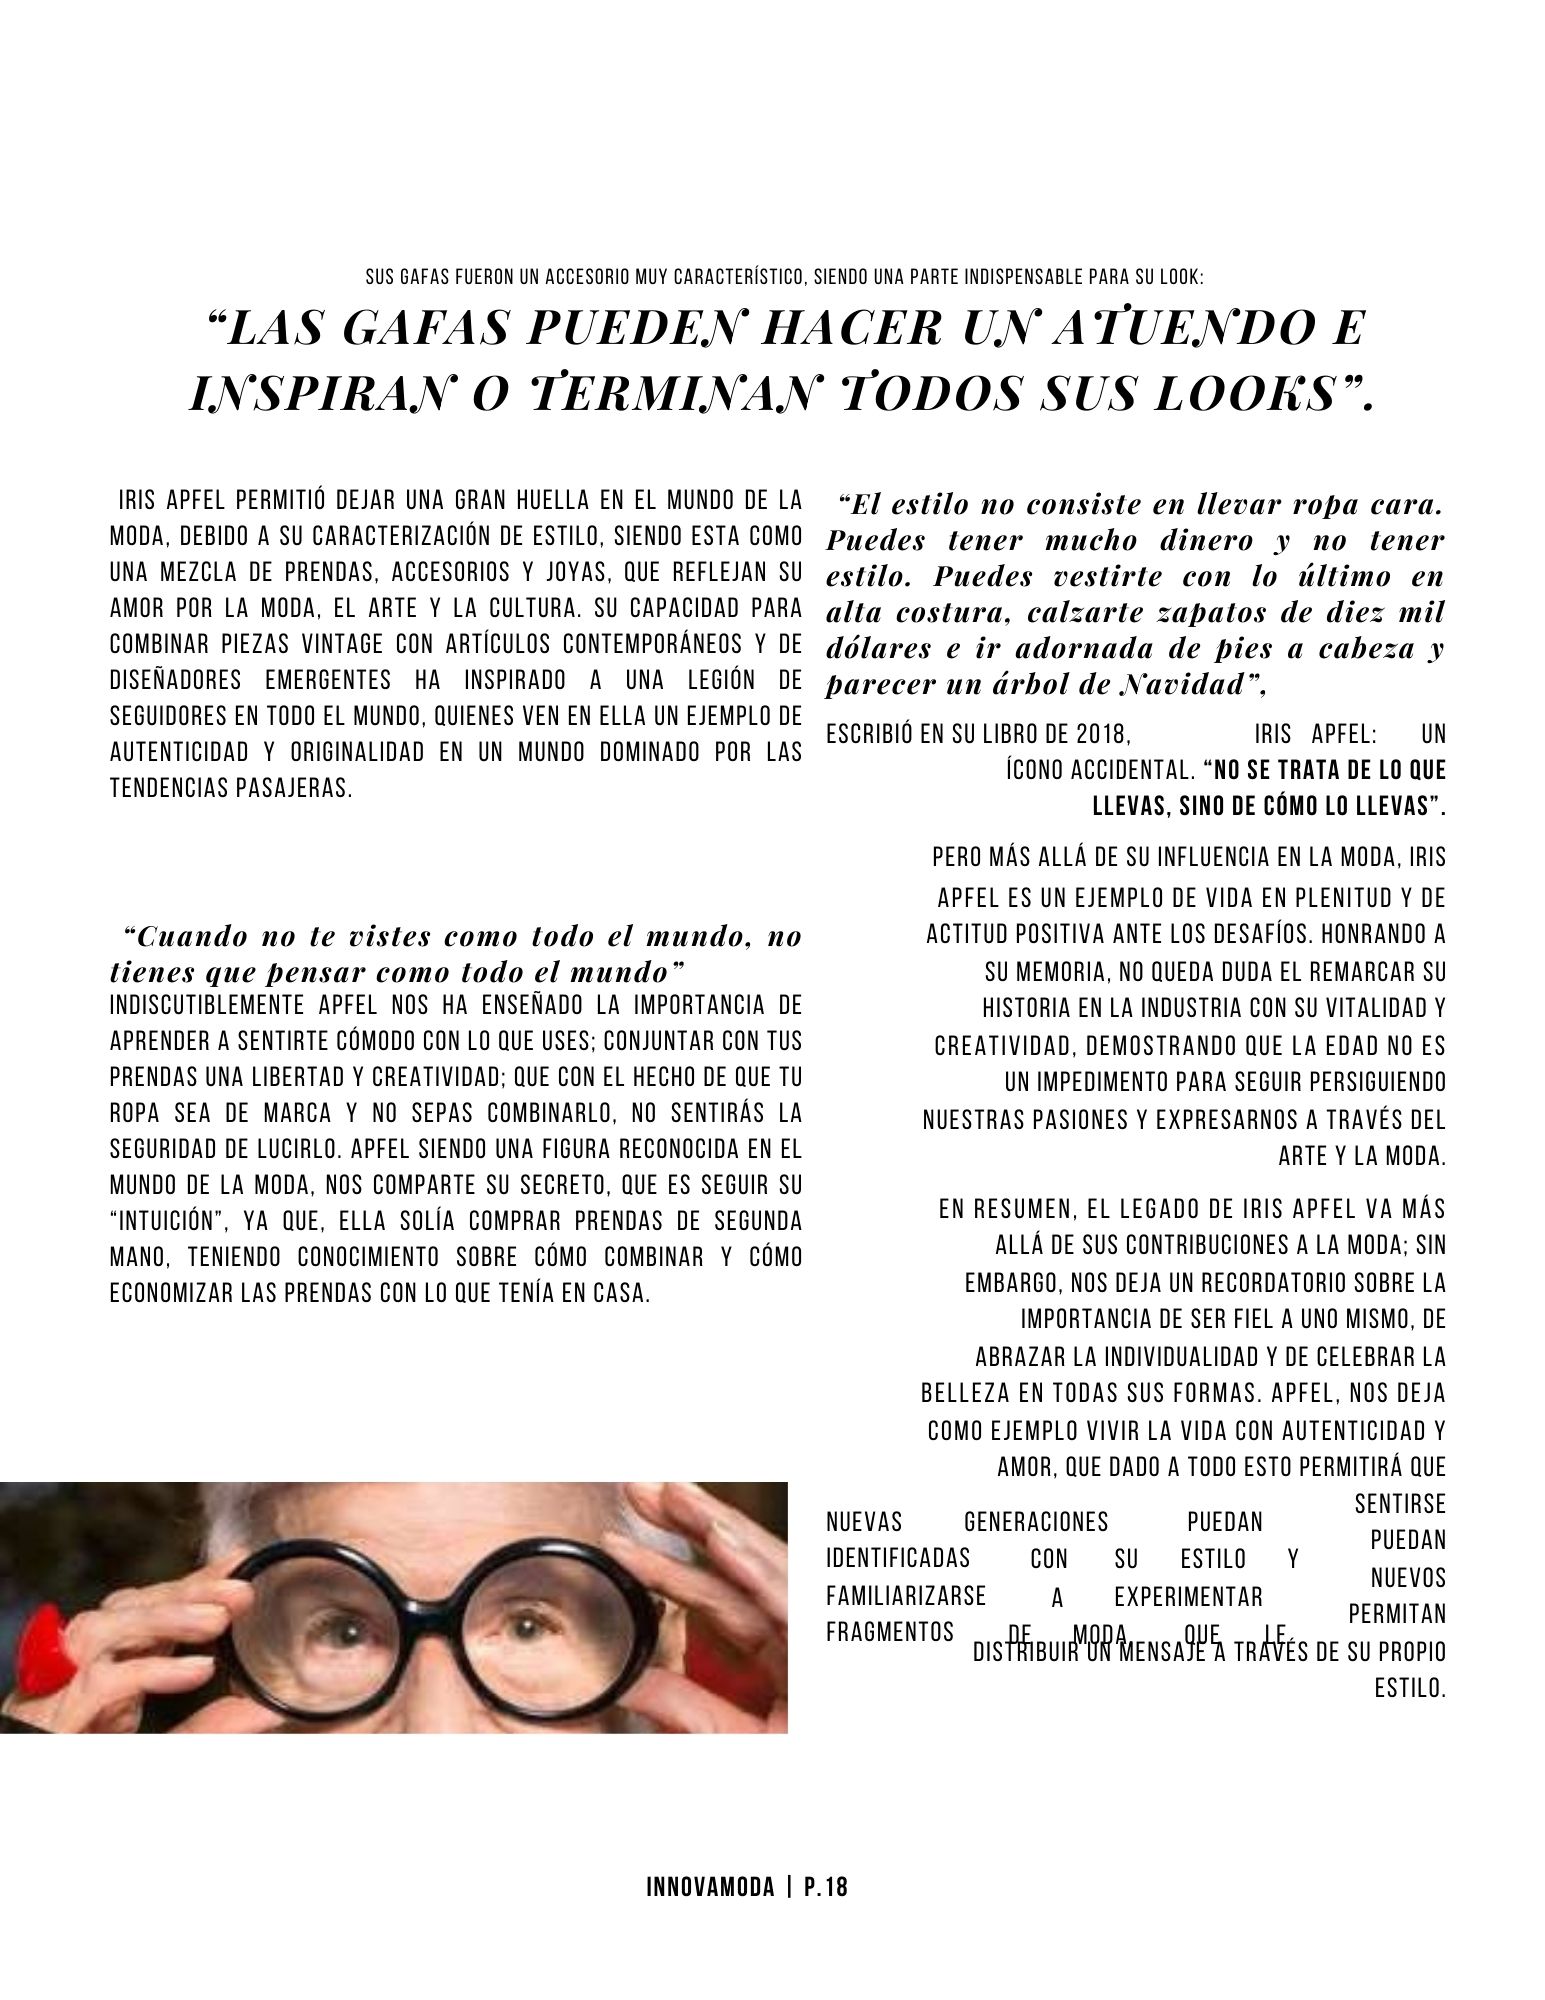 SUS GAFAS FUERON UN ACCESORIO MUY CARACTERÍSTICO, SIENDO UNA PARTE INDISPENSABLE PARA SU LOOK:
“LAS GAFAS PUEDEN HACER UN ATUENDO E
INSPIRAN O TERMINAN TODOS SUS LOOKS”.
IRIS APFEL PERMITIÓ DEJAR UNA GRAN HUELLA EN EL MUNDO DE LA
MODA, DEBIDO A SU CARACTERIZACIÓN DE ESTILO, SIENDO ESTA COMO
UNA MEZCLA DE PRENDAS, ACCESORIOS Y JOYAS, QUE REFLEJAN SU
AMOR POR LA MODA, EL ARTE Y LA CULTURA. SU CAPACIDAD PARA
COMBINAR PIEZAS VINTAGE CON ARTÍCULOS CONTEMPORÁNEOS Y DE
DISEÑADORES EMERGENTES HA INSPIRADO A UNA LEGIÓN DE
SEGUIDORES EN TODO EL MUNDO, QUIENES VEN EN ELLA UN EJEMPLO DE
AUTENTICIDAD Y ORIGINALIDAD EN UN MUNDO DOMINADO POR LAS
TENDENCIAS PASAJERAS.
“Cuando no te vistes como todo el mundo, no
tienes que pensar como todo el mundo”
INDISCUTIBLEMENTE APFEL NOS HA ENSEÑADO LA IMPORTANCIA DE
APRENDER A SENTIRTE CÓMODO CON LO QUE USES; CONJUNTAR CON TUS
PRENDAS UNA LIBERTAD Y CREATIVIDAD; QUE CON EL HECHO DE QUE TU
ROPA SEA DE MARCA Y NO SEPAS COMBINARLO, NO SENTIRÁS LA
SEGURIDAD DE LUCIRLO. APFEL SIENDO UNA FIGURA RECONOCIDA EN EL
MUNDO DE LA MODA, NOS COMPARTE SU SECRETO, QUE ES SEGUIR SU
“INTUICIÓN”, YA QUE, ELLA SOLÍA COMPRAR PRENDAS DE SEGUNDA
MANO, TENIENDO CONOCIMIENTO SOBRE CÓMO COMBINAR Y CÓMO
ECONOMIZAR LAS PRENDAS CON LO QUE TENÍA EN CASA.
“El estilo no consiste en llevar ropa cara.
Puedes tener mucho dinero y no tener
estilo. Puedes vestirte con lo último en
alta costura, calzarte zapatos de diez mil
dólares e ir adornada de pies a cabeza y
parecer un árbol de Navidad”,
ESCRIBIÓ EN SU LIBRO DE 2018, IRIS APFEL: UN
ÍCONO ACCIDENTAL. “NO SE TRATA DE LO QUE
LLEVAS, SINO DE CÓMO LO LLEVAS”.
PERO MÁS ALLÁ DE SU INFLUENCIA EN LA MODA, IRIS
APFEL ES UN EJEMPLO DE VIDA EN PLENITUD Y DE
ACTITUD POSITIVA ANTE LOS DESAFÍOS. HONRANDO A
SU MEMORIA, NO QUEDA DUDA EL REMARCAR SU
HISTORIA EN LA INDUSTRIA CON SU VITALIDAD Y
CREATIVIDAD, DEMOSTRANDO QUE LA EDAD NO ES
UN IMPEDIMENTO PARA SEGUIR PERSIGUIENDO
NUESTRAS PASIONES Y EXPRESARNOS A TRAVÉS DEL
ARTE Y LA MODA.
EN RESUMEN, EL LEGADO DE IRIS APFEL VA MÁS
ALLÁ DE SUS CONTRIBUCIONES A LA MODA; SIN
EMBARGO, NOS DEJA UN RECORDATORIO SOBRE LA
IMPORTANCIA DE SER FIEL A UNO MISMO, DE
ABRAZAR LA INDIVIDUALIDAD Y DE CELEBRAR LA
BELLEZA EN TODAS SUS FORMAS. APFEL, NOS DEJA
COMO EJEMPLO VIVIR LA VIDA CON AUTENTICIDAD Y
AMOR, QUE DADO A TODO ESTO PERMITIRÁ QUE
NUEVAS GENERACIONES PUEDAN SENTIRSE
IDENTIFICADAS CON SU ESTILO Y PUEDAN
FAMILIARIZARSE A EXPERIMENTAR NUEVOS
FRAGMENTOS DE MODA QUE LE PERMITAN
DISTRIBUIR UN MENSAJE A TRAVÉS DE SU PROPIO
ESTILO.
INNOVAMODA | P.18